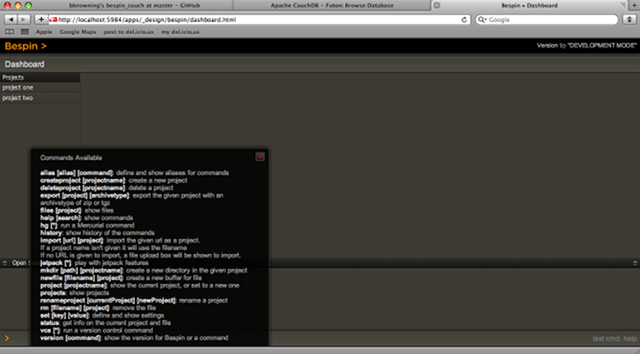 bbrowning's bespin_couch at master – GitHub
Apache CouchDB – Futon: Browse Database
Bespin » Dashboard
http://localhost:5984/apps/_design/bespin/dashboard.html
Google
Apple
Google Maps
post to del.icio.us
my del.icio.us
Bespin >
Version tip "DEVELOPMENT MODE"
Dashboard
Projects
project one
project two
Commands Available
alias [alias] [command]: define and show aliases for commands
createproject [projectname]: create a new project
deleteproject [projectname]: delete a project
export [project] [archivetype]: export the given project with an
archivetype of zip or tgz
files [project]: show files
help [search]: show commands
hg [*]: run a Mercurial command
history: show history of the commands
import [url] [project]: import the given url as a project.
If a project name isn't given it will use the filename
If no URL is given to import, a file upload box will be shown to import.
jetpack [*]: play with jetpack features
Open
mkdir [path] [projectname]: create a new directory in the given project
newfile [filename] [project]: create a new buffer for file
project [projectname]: show the current project, or set to a new one
projects: show projects
renameproject [currentProject] [newProject]: rename a project
rm [filename] [project]: remove the file
set [key] [value]: define and show settings
status: get info on the current project and file
vcs [*]: run a version control command
version [command]: show the version for Bespin or a command
>
last cmd: help